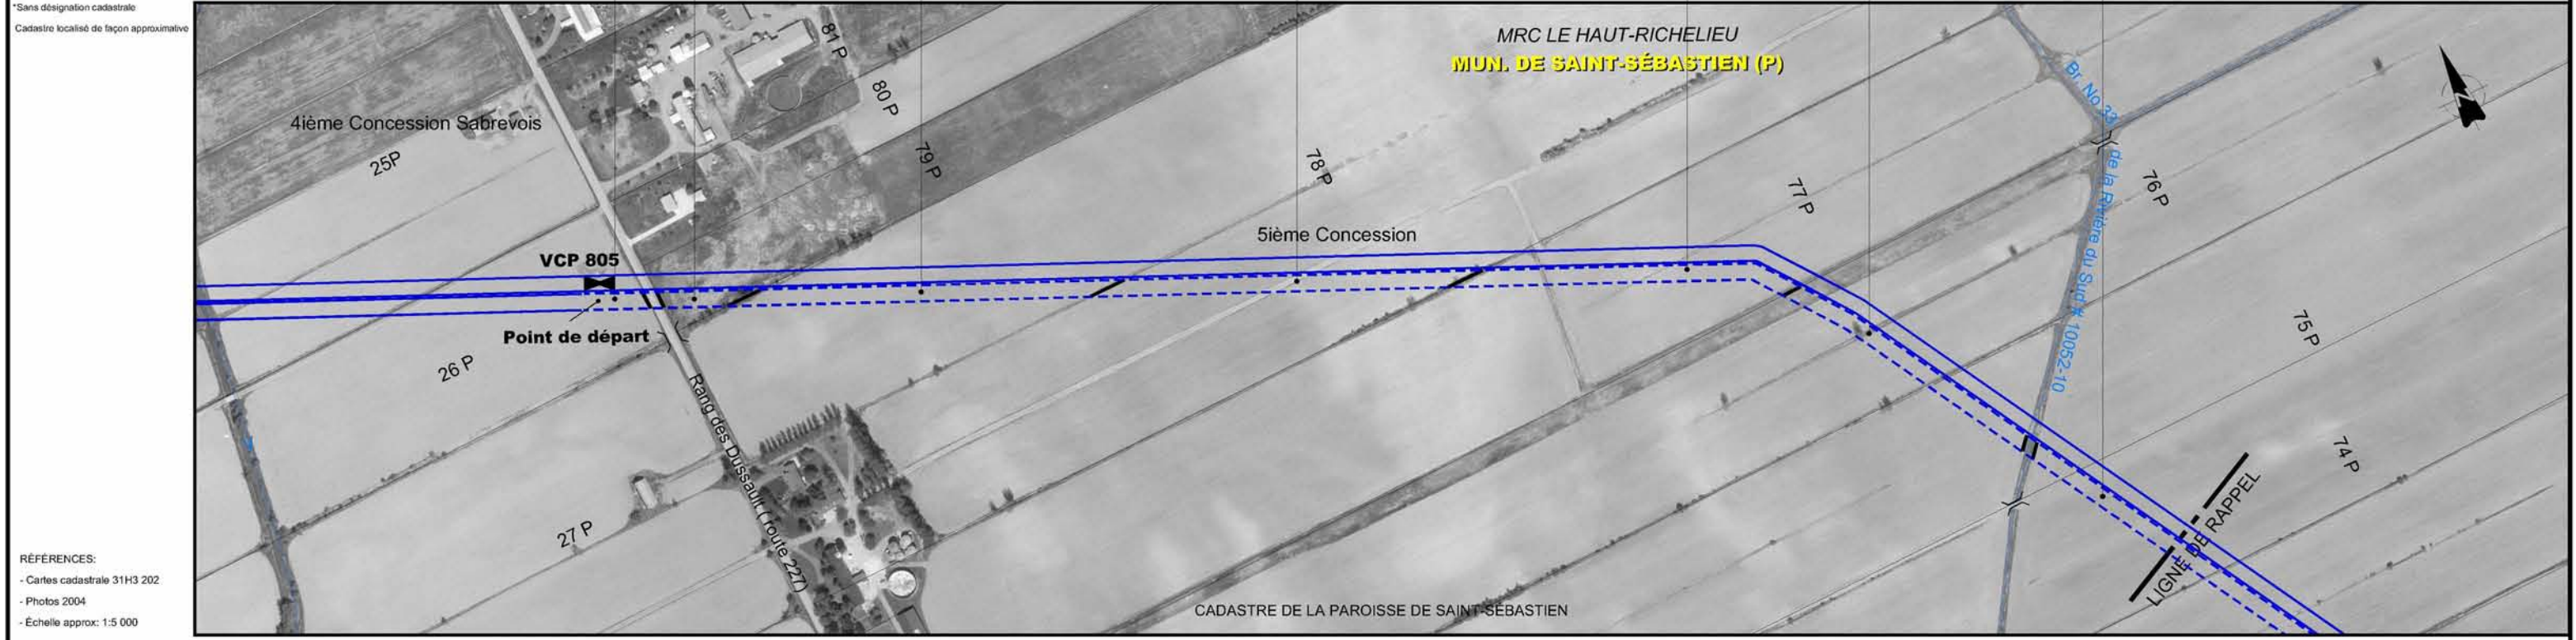 *Sans désignation cadastrale
Cadastre localisé de façon approximative
MRC LE HAUT-RICHELIEU
MUN. DE SAINT-SÉBASTIEN (P)
81 P
80 P
79 P
78 P
77 P
76 P
75 P
74 P
4ième Concession Sabrevois
25P
26 P
27 P
5ième Concession
VCP 805
Point de départ
Rang des Dussault ( route 227)
Br. No 33
de la Rivière du Sud # 10052-10
LIGNE DE RAPPEL
CADASTRE DE LA PAROISSE DE SAINT-SÉBASTIEN
RÉFÉRENCES:
- Cartes cadastrale 31H3 202
- Photos 2004
- Échelle approx: 1:5 000